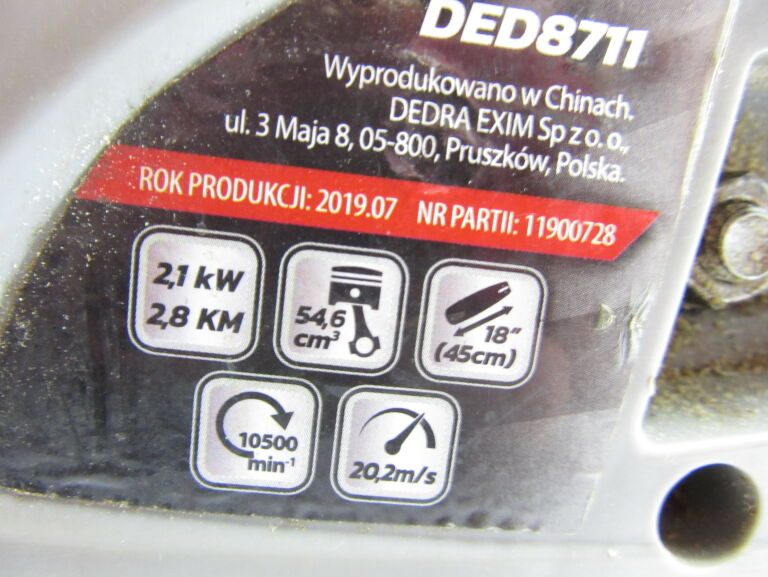 DED8711
Wyprodukowano w Chinach.
DEDRA EXIM Sp z o. o.,
ul. 3 Maja 8, 05-800, Pruszków, Polska.
ROK PRODUKCJI: 2019.07 NR PARTII: 11900728
2,1 kW
2,8 KM
54,6
cm³
18"
(45cm)
10500
min⁻¹
20,2m/s